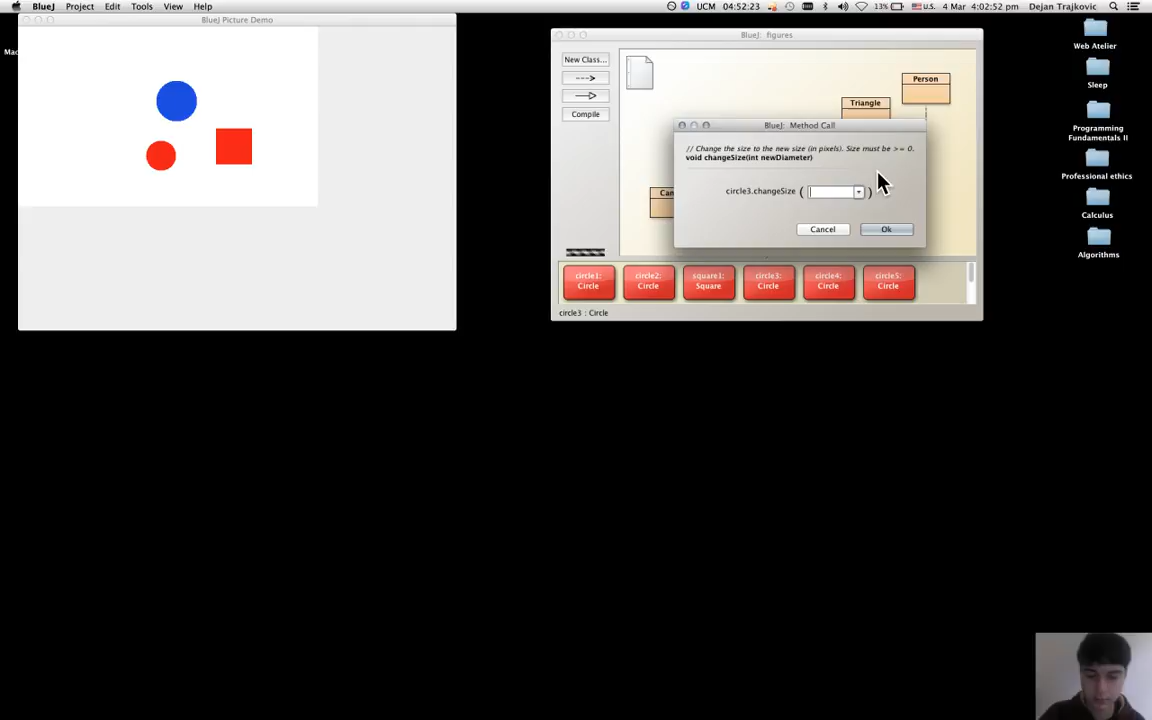 BlueJ Project Edit Tools View Help
UCM 04:52:23 13% U.S. 4 Mar 4:02:52 pm Dejan Trajkovic
BlueJ Picture Demo
BlueJ: figures
Mac
New Class...
--->
Compile
Person
Triangle
Can
BlueJ: Method Call
// Change the size to the new size (in pixels). Size must be >= 0.
void changeSize(int newDiameter)
circle3.changeSize ( )
Cancel
Ok
circle1:
Circle
circle2:
Circle
square1:
Square
circle3:
Circle
circle4:
Circle
circle5:
Circle
circle3 : Circle
Web Atelier
Sleep
Programming
Fundamentals II
Professional ethics
Calculus
Algorithms